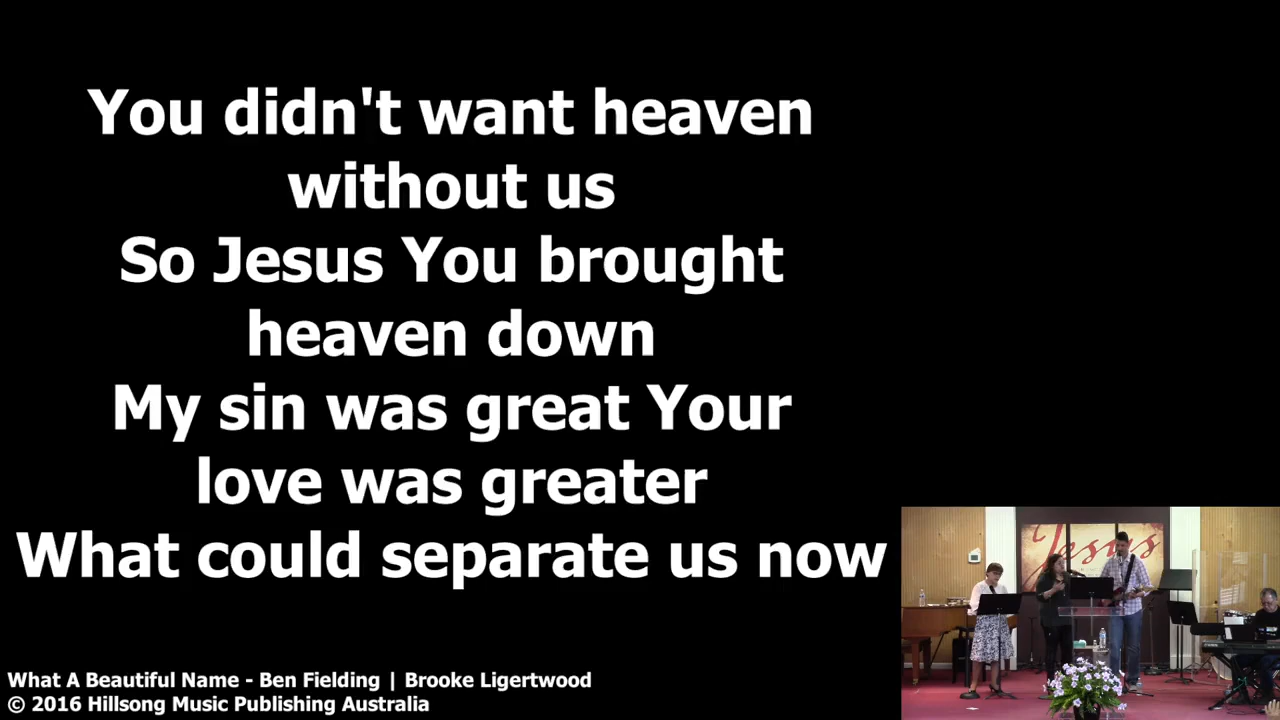 You didn't want heaven
without us
So Jesus You brought
heaven down
My sin was great Your
love was greater
What could separate us now
What A Beautiful Name - Ben Fielding | Brooke Ligertwood
© 2016 Hillsong Music Publishing Australia
Jesus